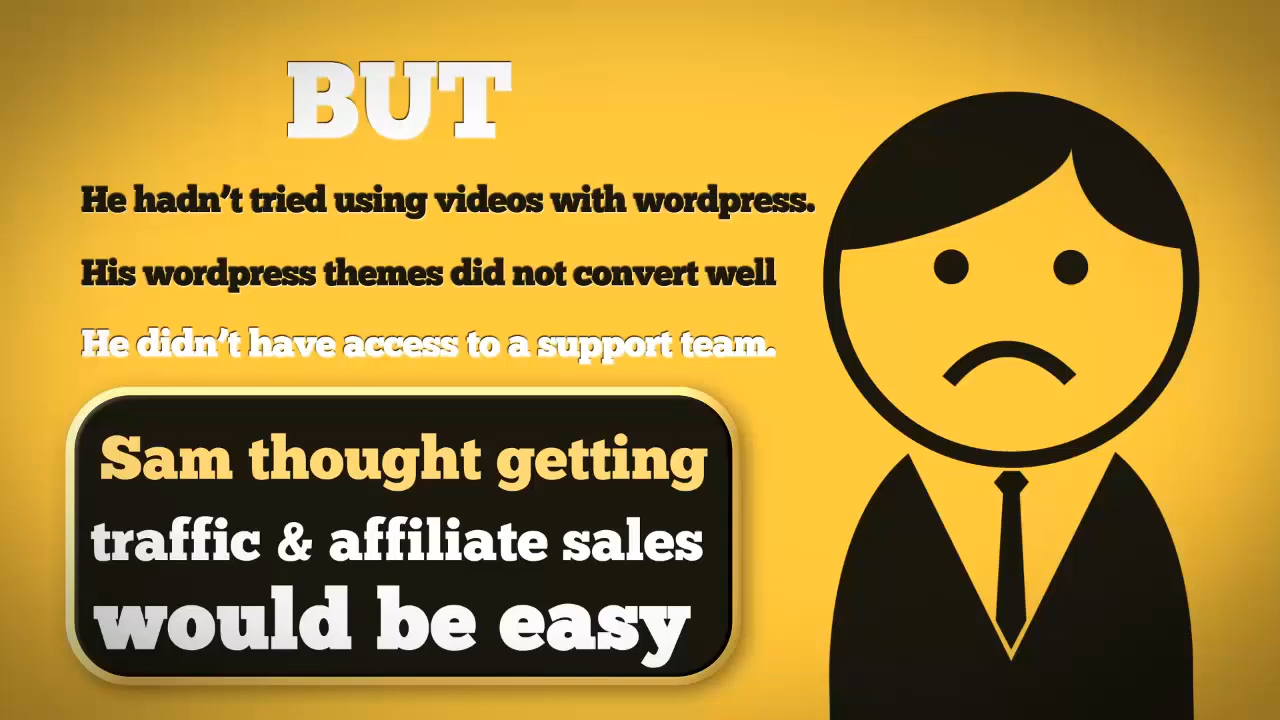 BUT
He hadn't tried using videos with wordpress.
His wordpress themes did not convert well
He didn't have access to a support team.
Sam thought getting
traffic & affiliate sales
would be easy